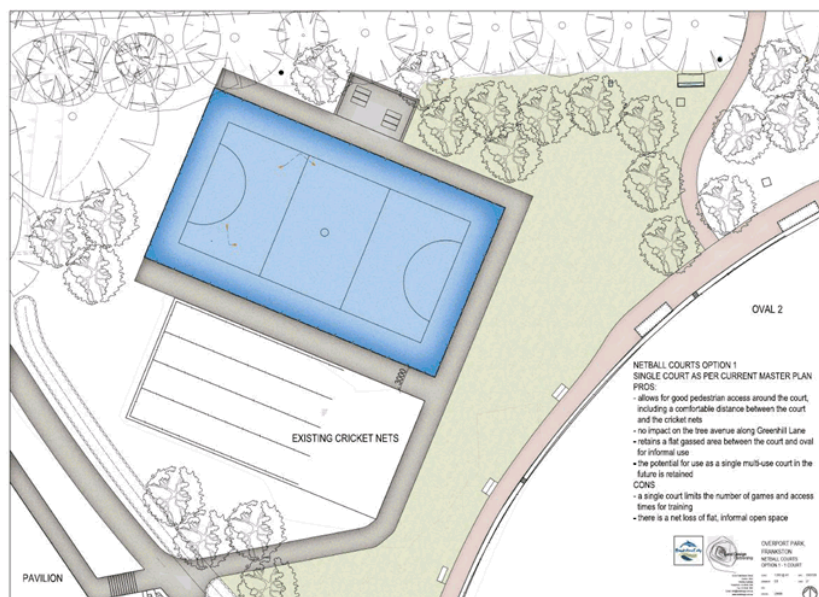 OVAL 2
NETBALL COURTS OPTION 1
SINGLE COURT AS PER CURRENT MASTER PLAN
PROS:
- allows for good pedestrian access around the court,
including a comfortable distance between the court
and the cricket nets
- no impact on the tree avenue along Greenhill Lane
- retains a flat gassed area between the court and oval
for informal use
- the potential for use as a single multi-use court in the
future is retained
CONS
- a single court limits the number of games and access
times for training
- there is a net loss of flat, informal open space
3000
EXISTING CRICKET NETS
PAVILION
OVERPORT PARK,
FRANKSTON
NETBALL COURTS
OPTION 1 - 1 COURT